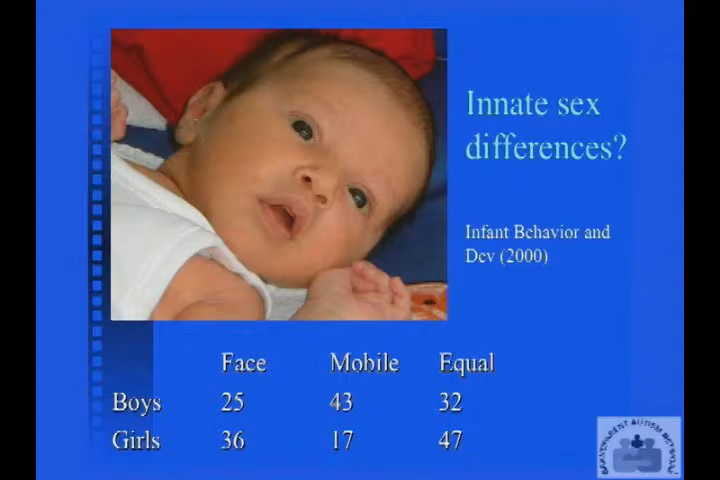 Innate sex
differences?
Infant Behavior and
Dev (2000)
Face Mobile Equal
Boys 25 43 32
Girls 36 17 47